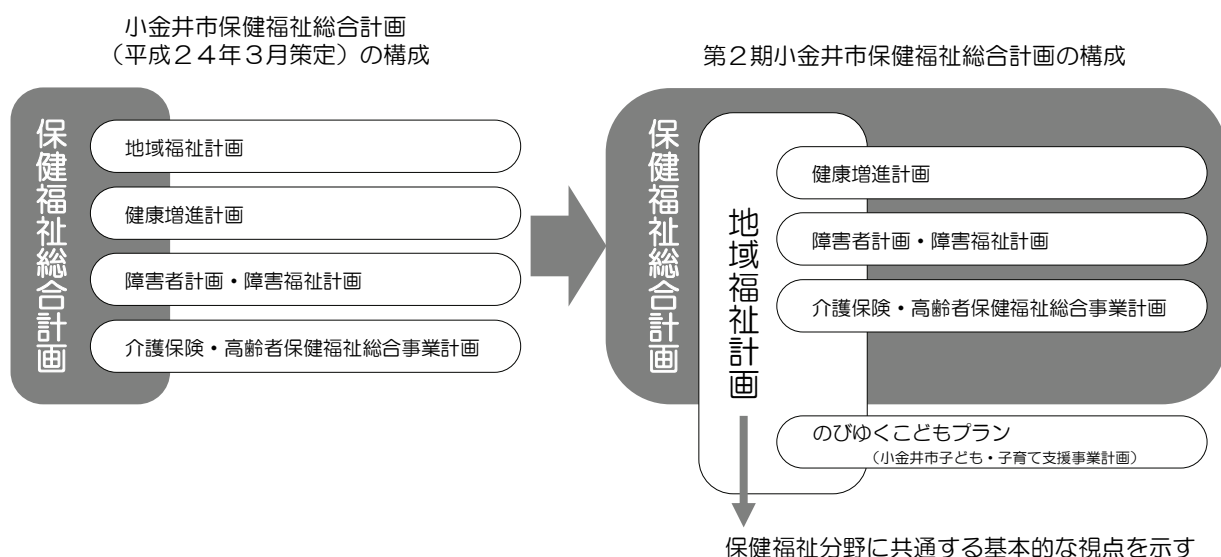 小金井市保健福祉総合計画
(平成24年3月策定)の構成
保健福祉総合計画
地域福祉計画
健康増進計画
障害者計画・障害福祉計画
介護保険・高齢者保健福祉総合事業計画
第2期小金井市保健福祉総合計画の構成
保健福祉総合計画
地域福祉計画
健康増進計画
障害者計画・障害福祉計画
介護保険・高齢者保健福祉総合事業計画
のびゆくこどもプラン
(小金井市子ども・子育て支援事業計画)
保健福祉分野に共通する基本的な視点を示す